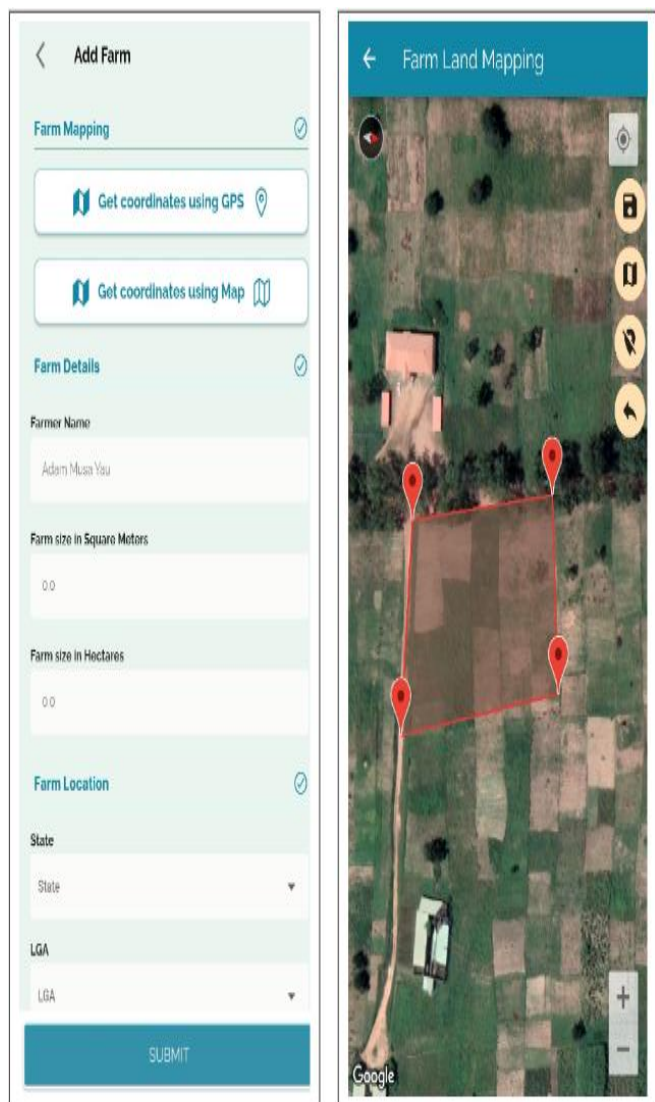 Add Farm
Farm Mapping
Get coordinates using GPS
Get coordinates using Map
Farm Details
Farmer Name
Adam Musa Yau
Farm size in Square Meters
0.0
Farm size in Hectares
0.0
Farm Location
State
State
LGA
LGA
SUBMIT
Farm Land Mapping
+
−
Google